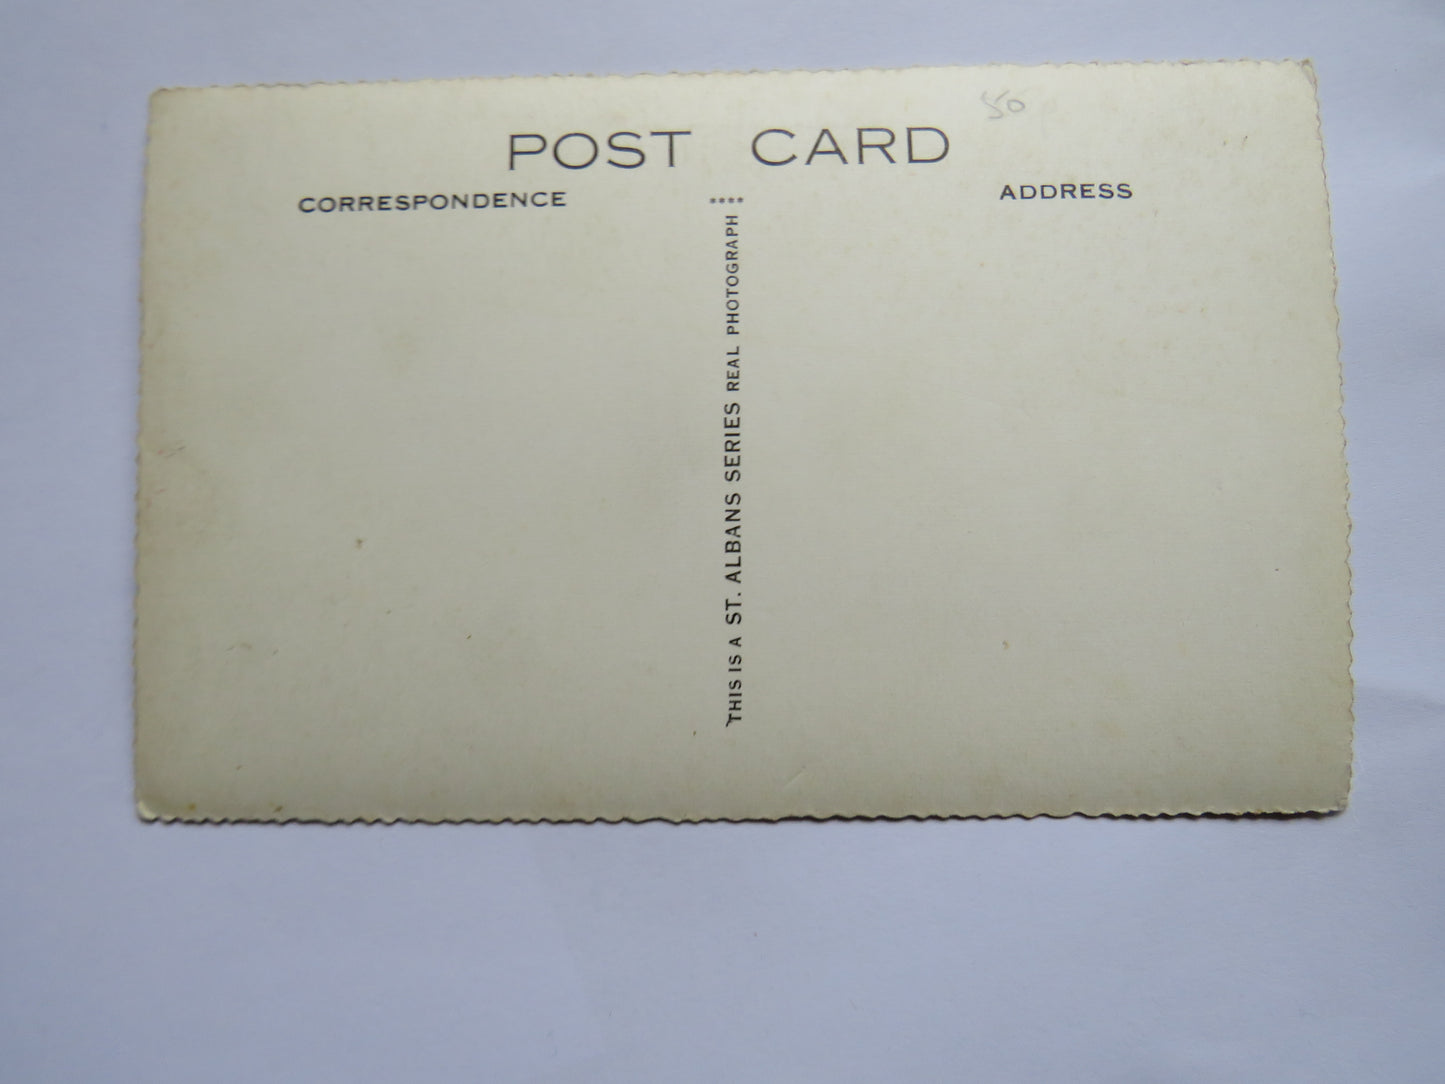 50
POST CARD
CORRESPONDENCE
ADDRESS
THIS IS A ST. ALBANS SERIES REAL PHOTOGRAPH